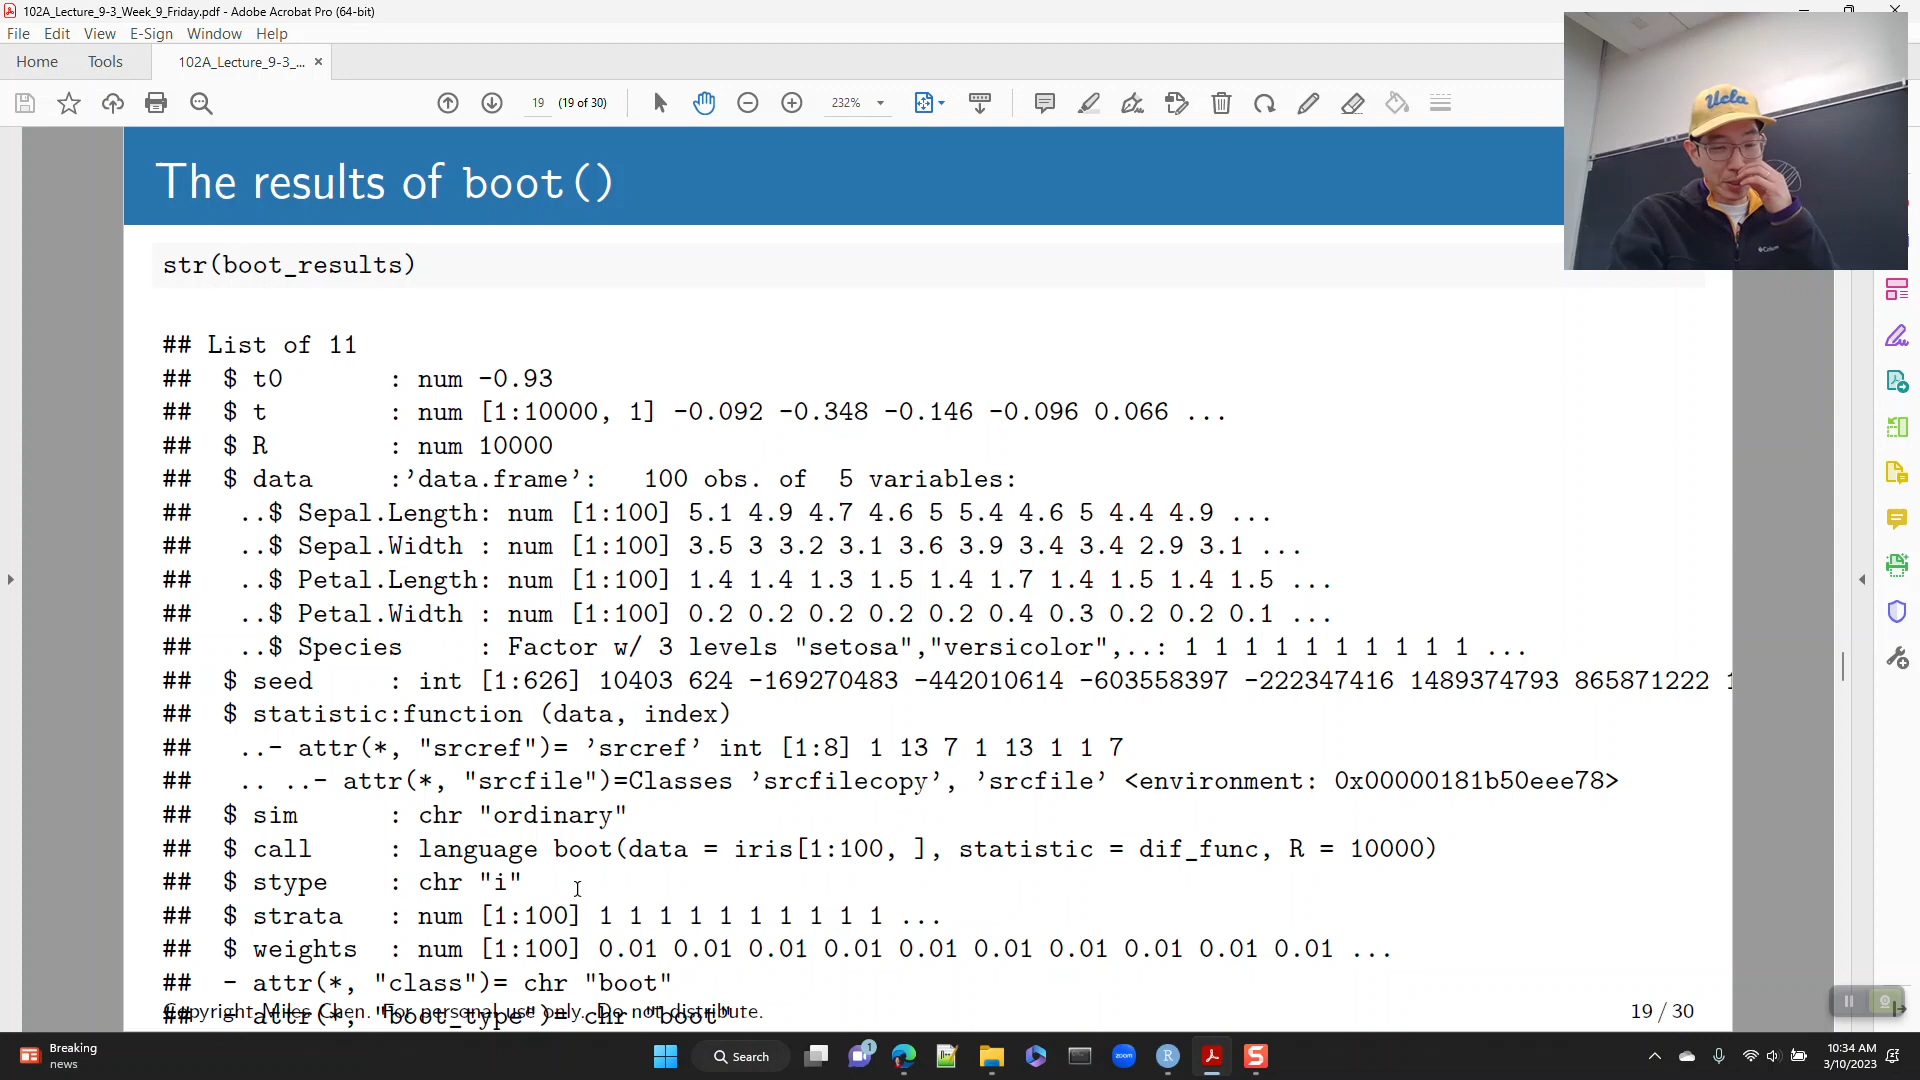 102A_Lecture_9-3_Week_9_Friday.pdf - Adobe Acrobat Pro (64-bit)
File Edit View E-Sign Window Help
Home Tools 102A_Lecture_9-3_... ×
19 (19 of 30) 232%
Ucla
Columbia
The results of boot()
str(boot_results)
## List of 11
## $ t0 : num -0.93
## $ t : num [1:10000, 1] -0.092 -0.348 -0.146 -0.096 0.066 ...
## $ R : num 10000
## $ data :'data.frame': 100 obs. of 5 variables:
## ..$ Sepal.Length: num [1:100] 5.1 4.9 4.7 4.6 5 5.4 4.6 5 4.4 4.9 ...
## ..$ Sepal.Width : num [1:100] 3.5 3 3.2 3.1 3.6 3.9 3.4 3.4 2.9 3.1 ...
## ..$ Petal.Length: num [1:100] 1.4 1.4 1.3 1.5 1.4 1.7 1.4 1.5 1.4 1.5 ...
## ..$ Petal.Width : num [1:100] 0.2 0.2 0.2 0.2 0.2 0.4 0.3 0.2 0.2 0.1 ...
## ..$ Species : Factor w/ 3 levels "setosa","versicolor",..: 1 1 1 1 1 1 1 1 1 1 ...
## $ seed : int [1:626] 10403 624 -169270483 -442010614 -603558397 -222347416 1489374793 865871222 1
## $ statistic:function (data, index)
## ..- attr(*, "srcref")= 'srcref' int [1:8] 1 13 7 1 13 1 1 7
## .. ..- attr(*, "srcfile")=Classes 'srcfilecopy', 'srcfile' <environment: 0x00000181b50eee78>
## $ sim : chr "ordinary"
## $ call : language boot(data = iris[1:100, ], statistic = dif_func, R = 10000)
## $ stype : chr "i"
## $ strata : num [1:100] 1 1 1 1 1 1 1 1 1 1 ...
## $ weights : num [1:100] 0.01 0.01 0.01 0.01 0.01 0.01 0.01 0.01 0.01 0.01 ...
## - attr(*, "class")= chr "boot"
## - attr(*, "boot_type")= chr "boot"
Copyright Miles Chen. For personal use only. Do not distribute.
19 / 30
Breaking
news
Search
1
zoom
R
S
10:34 AM
3/10/2023